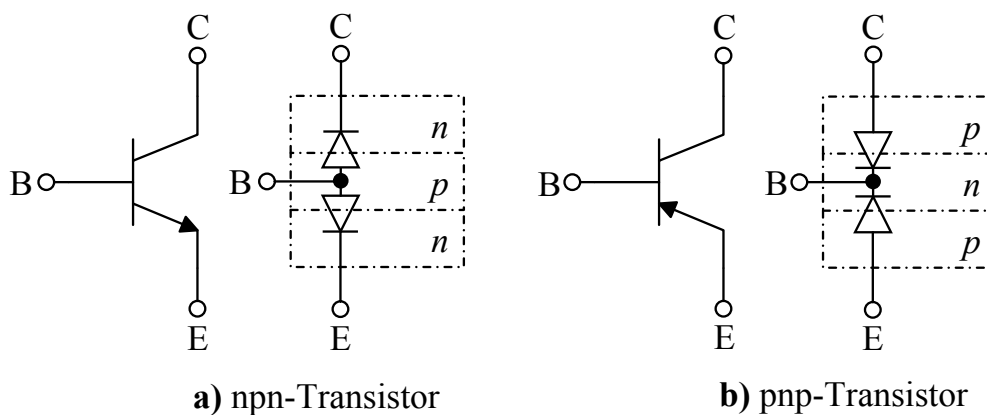 C C C C
n p
B B p B B n
n p
E E E E
a) npn-Transistor b) pnp-Transistor